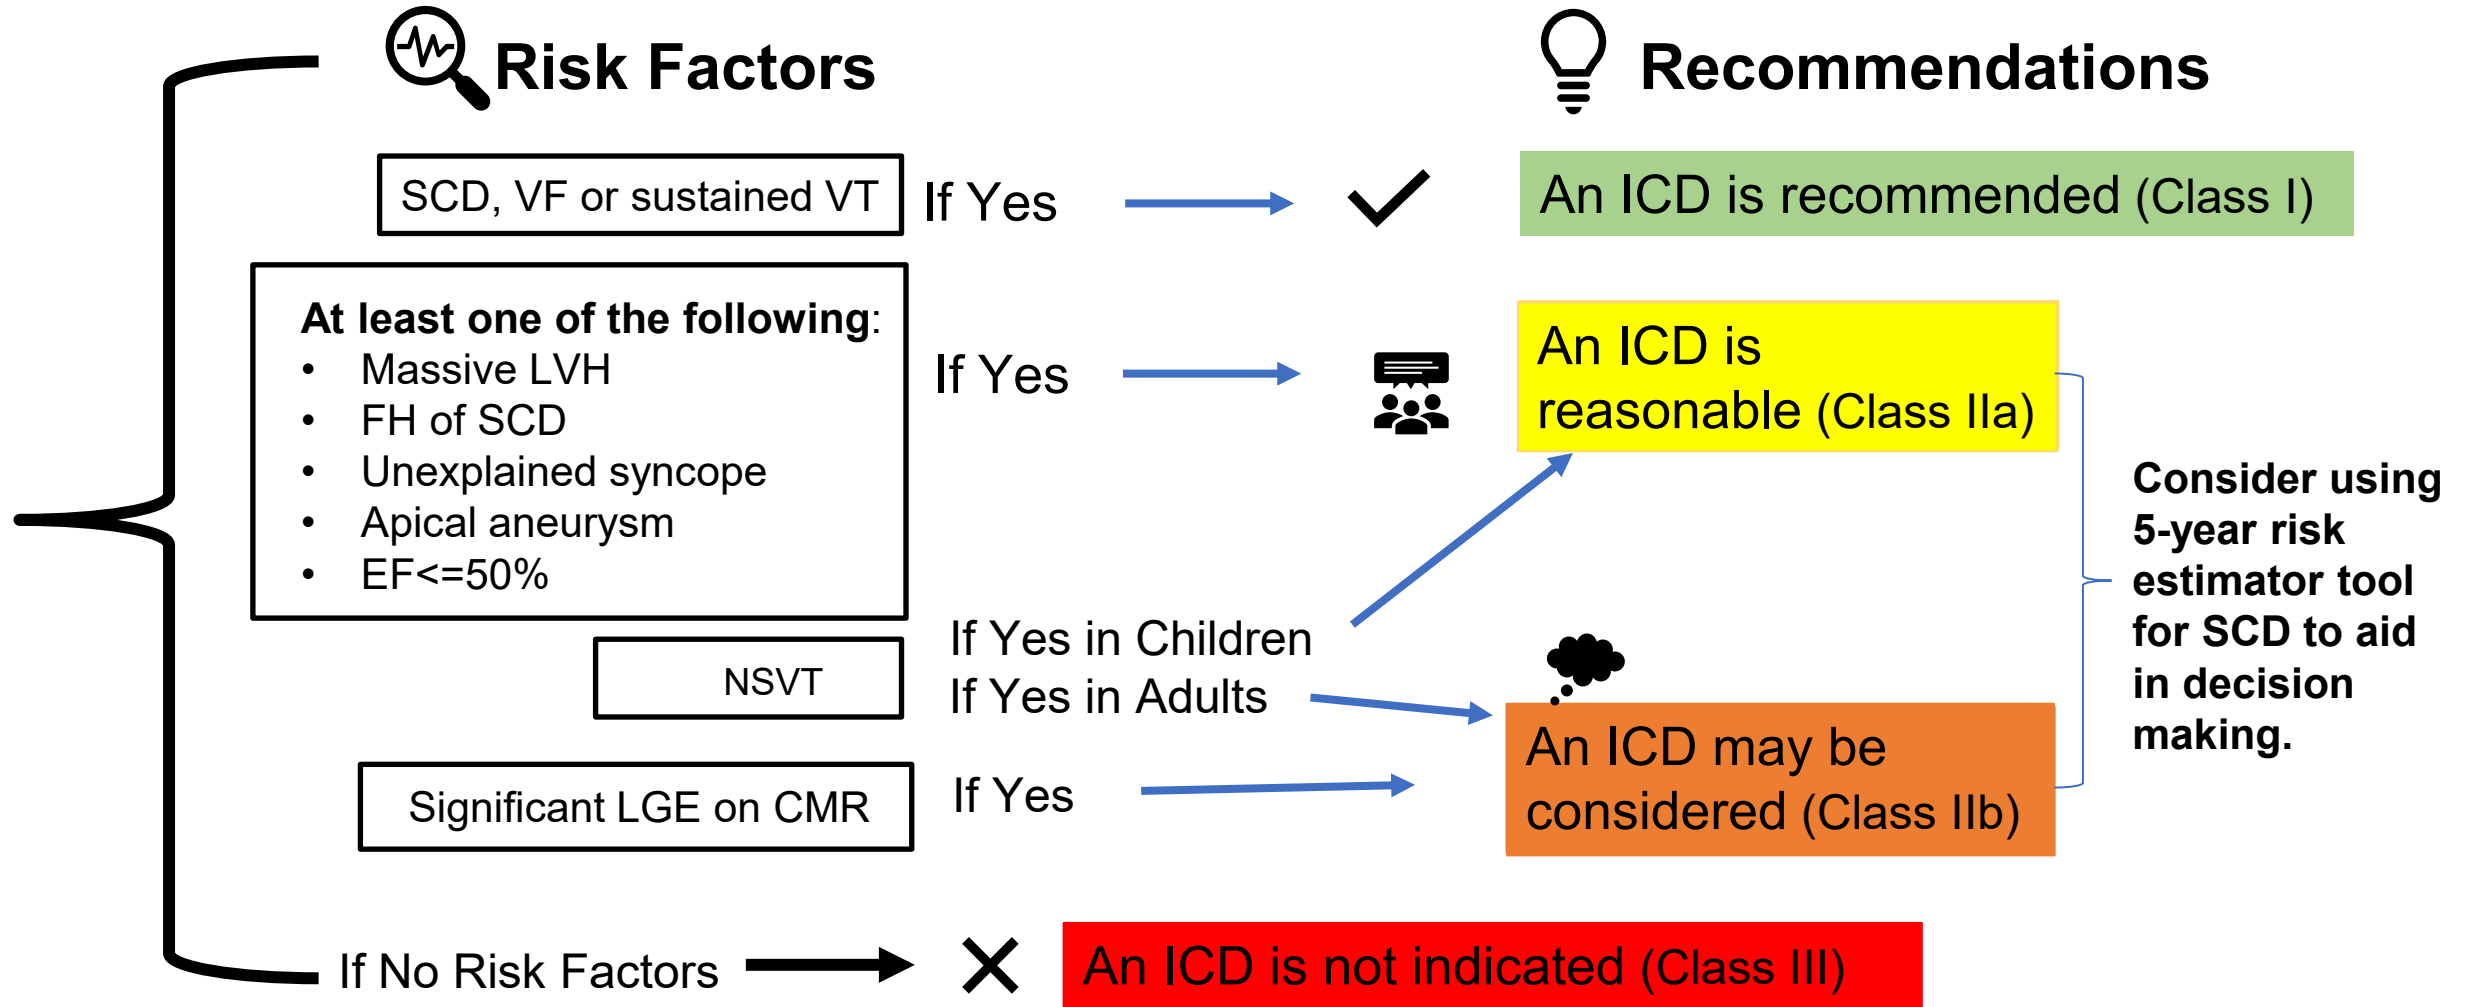 Risk Factors
Recommendations
SCD, VF or sustained VT
If Yes
An ICD is recommended (Class I)
At least one of the following:
• Massive LVH
• FH of SCD
• Unexplained syncope
• Apical aneurysm
• EF<=50%
If Yes
An ICD is
reasonable (Class IIa)
NSVT
If Yes in Children
If Yes in Adults
Significant LGE on CMR
If Yes
An ICD may be
considered (Class IIb)
Consider using
5-year risk
estimator tool
for SCD to aid
in decision
making.
If No Risk Factors
An ICD is not indicated (Class III)